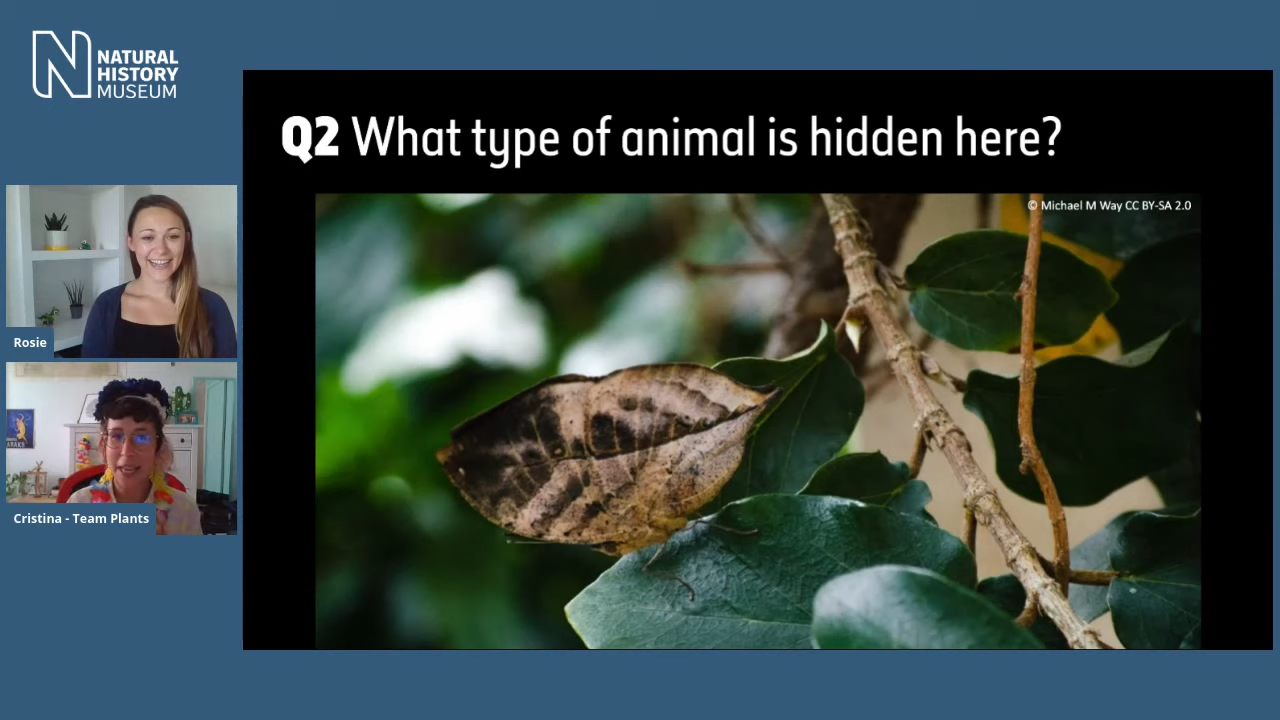 NATURAL
HISTORY
MUSEUM
Q2 What type of animal is hidden here?
© Michael M Way CC BY-SA 2.0
Rosie
Cristina - Team Plants